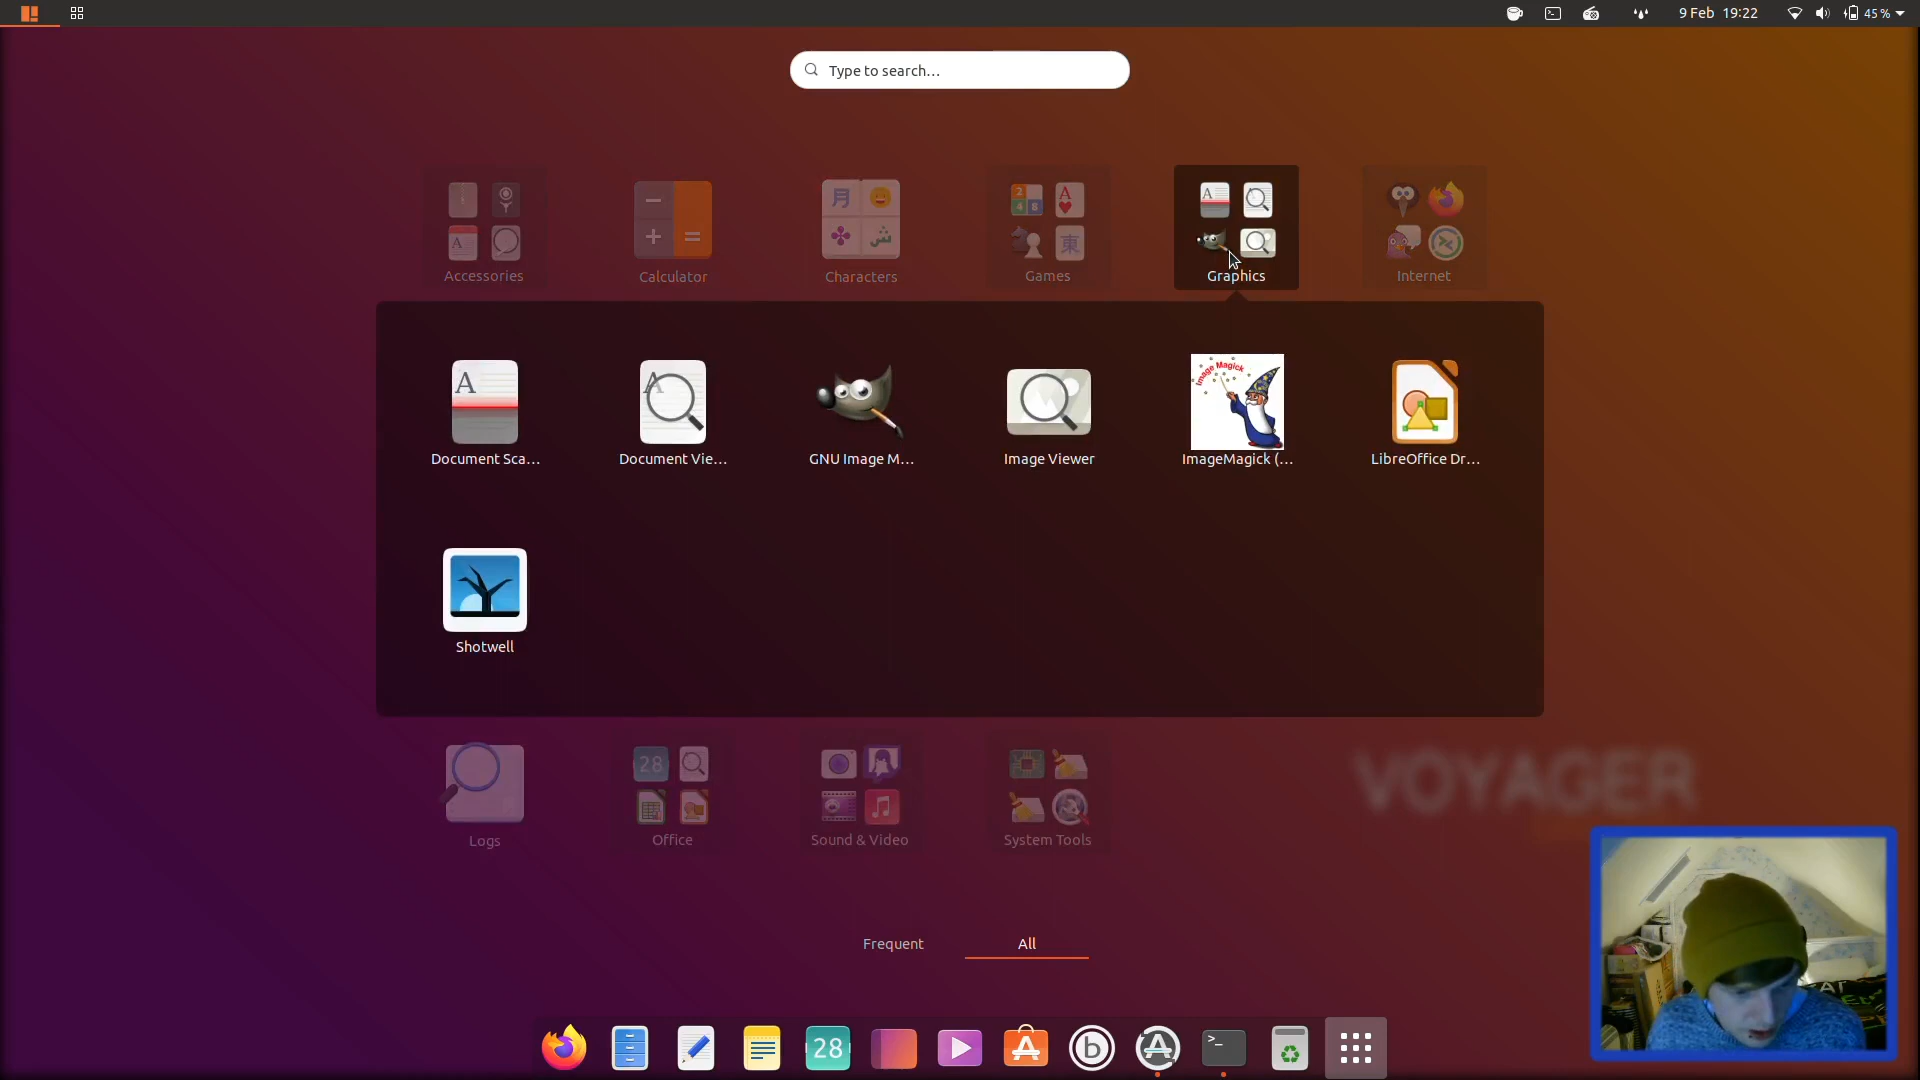 9 Feb 19:22
45 %
Type to search…
Accessories
Calculator
Characters
Games
Graphics
Internet
Document Sca…
Document Vie…
GNU Image M…
Image Viewer
ImageMagick (…
LibreOffice Dr…
Shotwell
Logs
Office
Sound & Video
System Tools
VOYAGER
Frequent
All
28